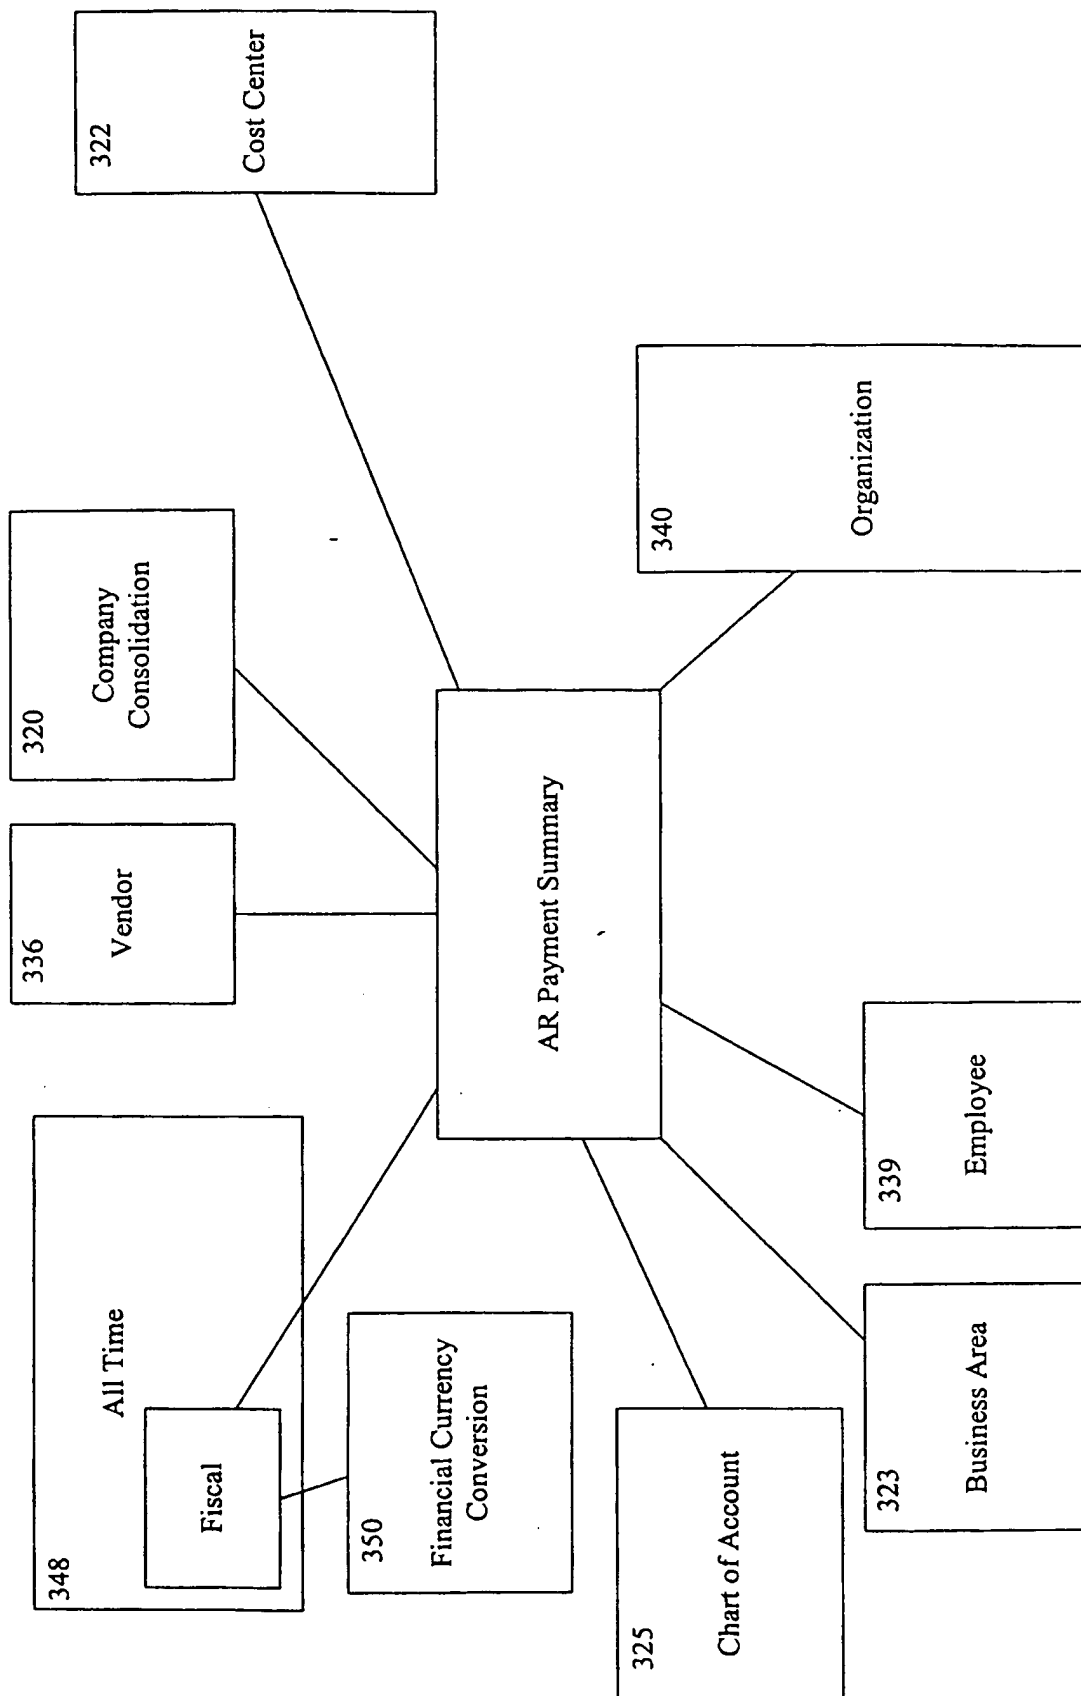 348
All Time
Fiscal
336
Vendor
320
Company
Consolidation
322
Cost Center
350
Financial Currency
Conversion
AR Payment Summary
325
Chart of Account
340
Organization
323
Business Area
339
Employee